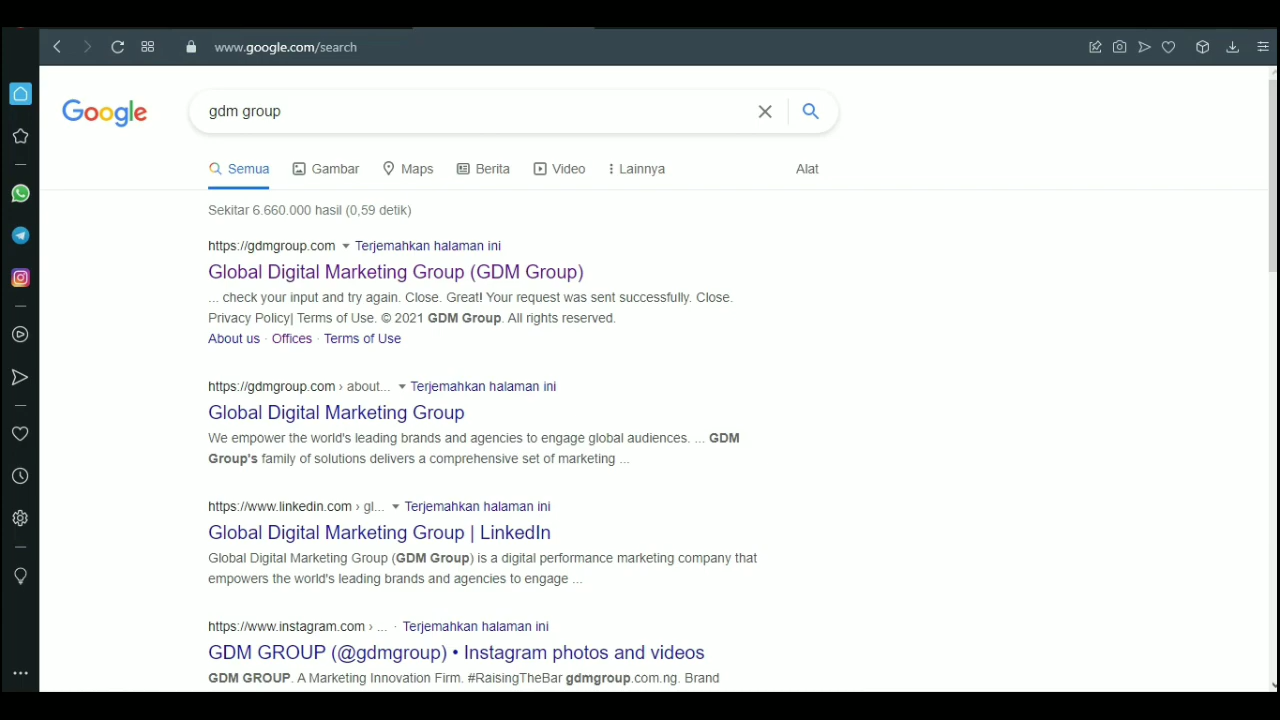 www.google.com/search
Google
gdm group
Semua Gambar Maps Berita Video Lainnya Alat
Sekitar 6.660.000 hasil (0,59 detik)
https://gdmgroup.com Terjemahkan halaman ini
Global Digital Marketing Group (GDM Group)
... check your input and try again. Close. Great! Your request was sent successfully. Close.
Privacy Policy| Terms of Use. © 2021 GDM Group. All rights reserved.
About us · Offices · Terms of Use
https://gdmgroup.com › about... Terjemahkan halaman ini
Global Digital Marketing Group
We empower the world's leading brands and agencies to engage global audiences. ... GDM
Group's family of solutions delivers a comprehensive set of marketing ...
https://www.linkedin.com › gl... Terjemahkan halaman ini
Global Digital Marketing Group | LinkedIn
Global Digital Marketing Group (GDM Group) is a digital performance marketing company that
empowers the world's leading brands and agencies to engage ...
https://www.instagram.com › ... · Terjemahkan halaman ini
GDM GROUP (@gdmgroup) • Instagram photos and videos
GDM GROUP. A Marketing Innovation Firm. #RaisingTheBar gdmgroup.com.ng. Brand